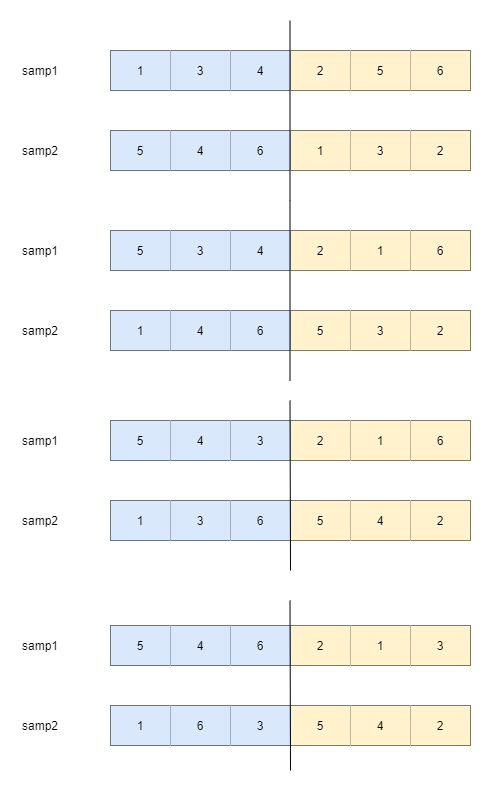 samp1 1 3 4 2 5 6
samp2 5 4 6 1 3 2
samp1 5 3 4 2 1 6
samp2 1 4 6 5 3 2
samp1 5 4 3 2 1 6
samp2 1 3 6 5 4 2
samp1 5 4 6 2 1 3
samp2 1 6 3 5 4 2